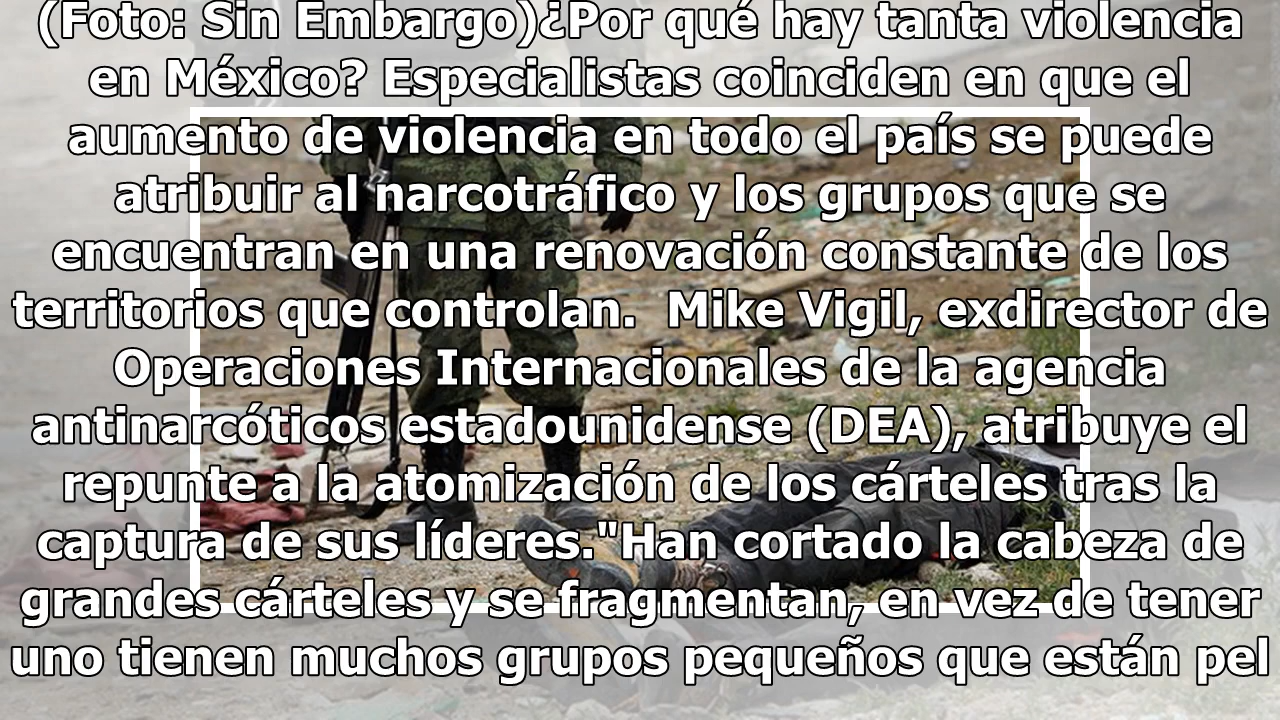 (Foto: Sin Embargo)¿Por qué hay tanta violencia
en México? Especialistas coinciden en que el
aumento de violencia en todo el país se puede
atribuir al narcotráfico y los grupos que se
encuentran en una renovación constante de los
territorios que controlan.  Mike Vigil, exdirector de
Operaciones Internacionales de la agencia
antinarcóticos estadounidense (DEA), atribuye el
repunte a la atomización de los cárteles tras la
captura de sus líderes."Han cortado la cabeza de
grandes cárteles y se fragmentan, en vez de tener
uno tienen muchos grupos pequeños que están pel